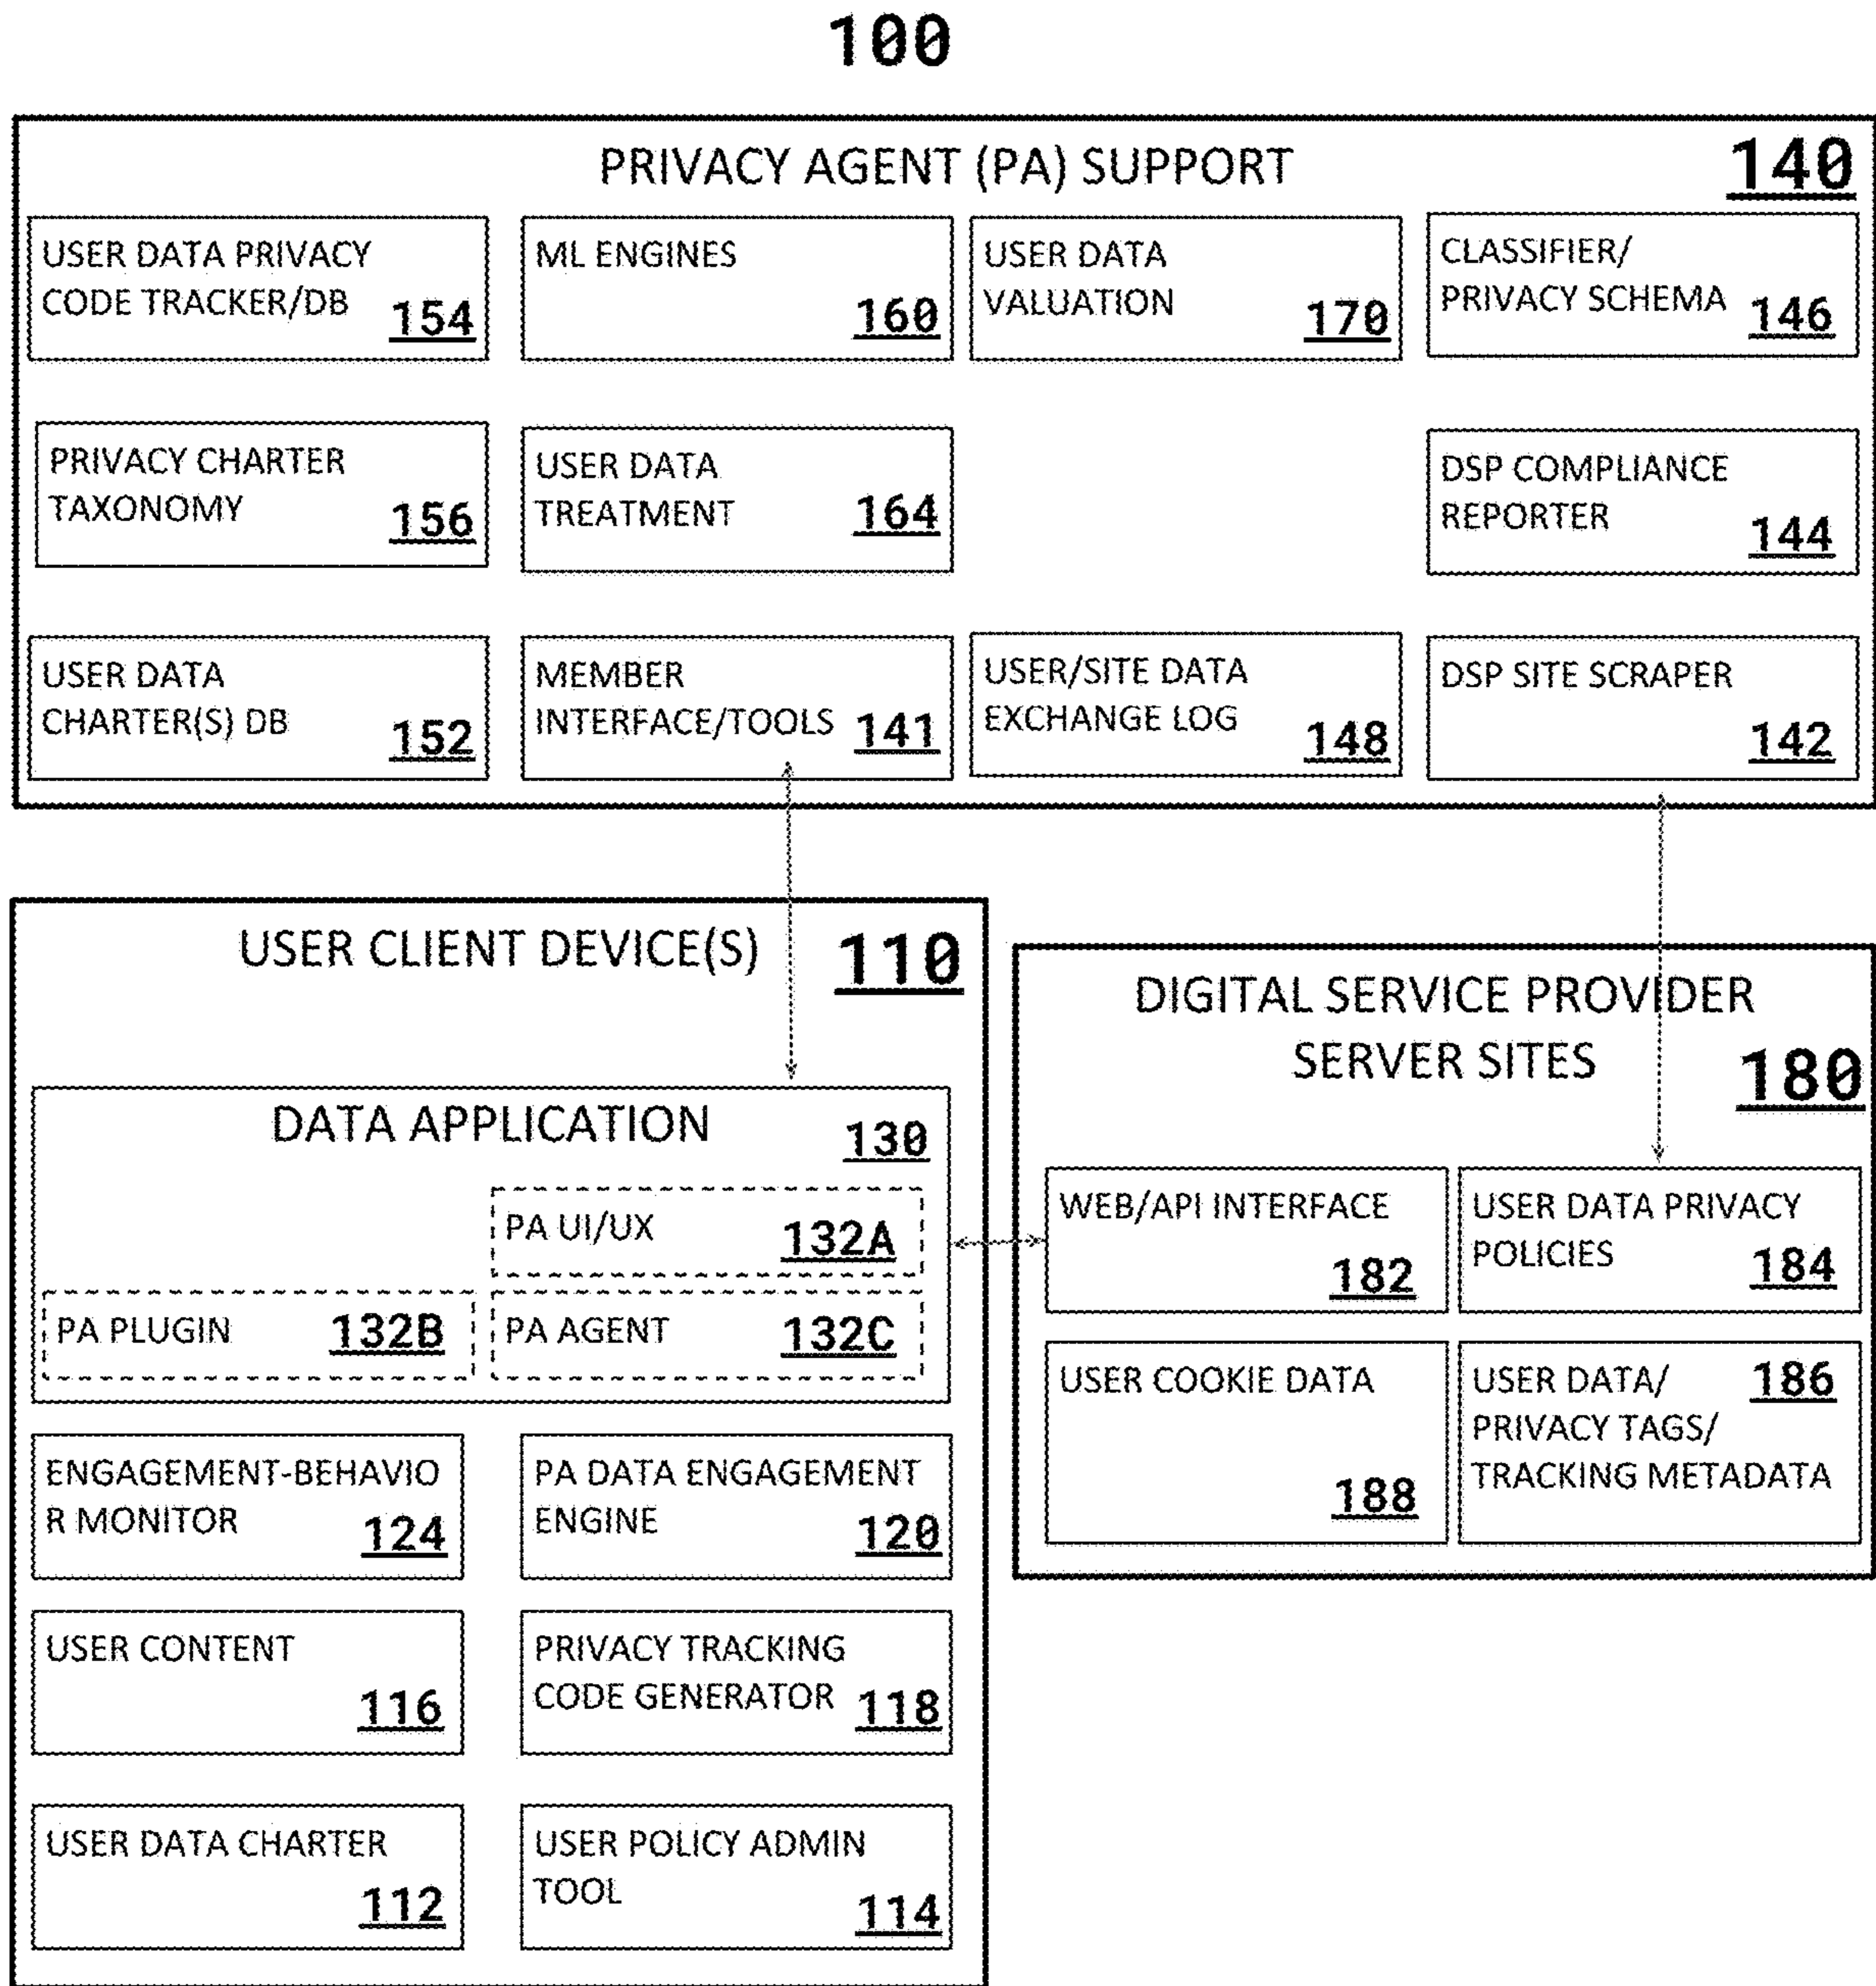 100
PRIVACY AGENT (PA) SUPPORT
140
USER DATA PRIVACY
CODE TRACKER/DB
154
ML ENGINES
160
USER DATA
VALUATION
170
CLASSIFIER/
PRIVACY SCHEMA
146
PRIVACY CHARTER
TAXONOMY
156
USER DATA
TREATMENT
164
DSP COMPLIANCE
REPORTER
144
USER DATA
CHARTER(S) DB
152
MEMBER
INTERFACE/TOOLS
141
USER/SITE DATA
EXCHANGE LOG
148
DSP SITE SCRAPER
142
USER CLIENT DEVICE(S)
110
DATA APPLICATION
130
PA UI/UX
132A
PA PLUGIN
132B
PA AGENT
132C
ENGAGEMENT-BEHAVIO
R MONITOR
124
PA DATA ENGAGEMENT
ENGINE
120
USER CONTENT
116
PRIVACY TRACKING
CODE GENERATOR
118
USER DATA CHARTER
112
USER POLICY ADMIN
TOOL
114
DIGITAL SERVICE PROVIDER
SERVER SITES
180
WEB/API INTERFACE
182
USER DATA PRIVACY
POLICIES
184
USER COOKIE DATA
188
USER DATA/
186
PRIVACY TAGS/
TRACKING METADATA